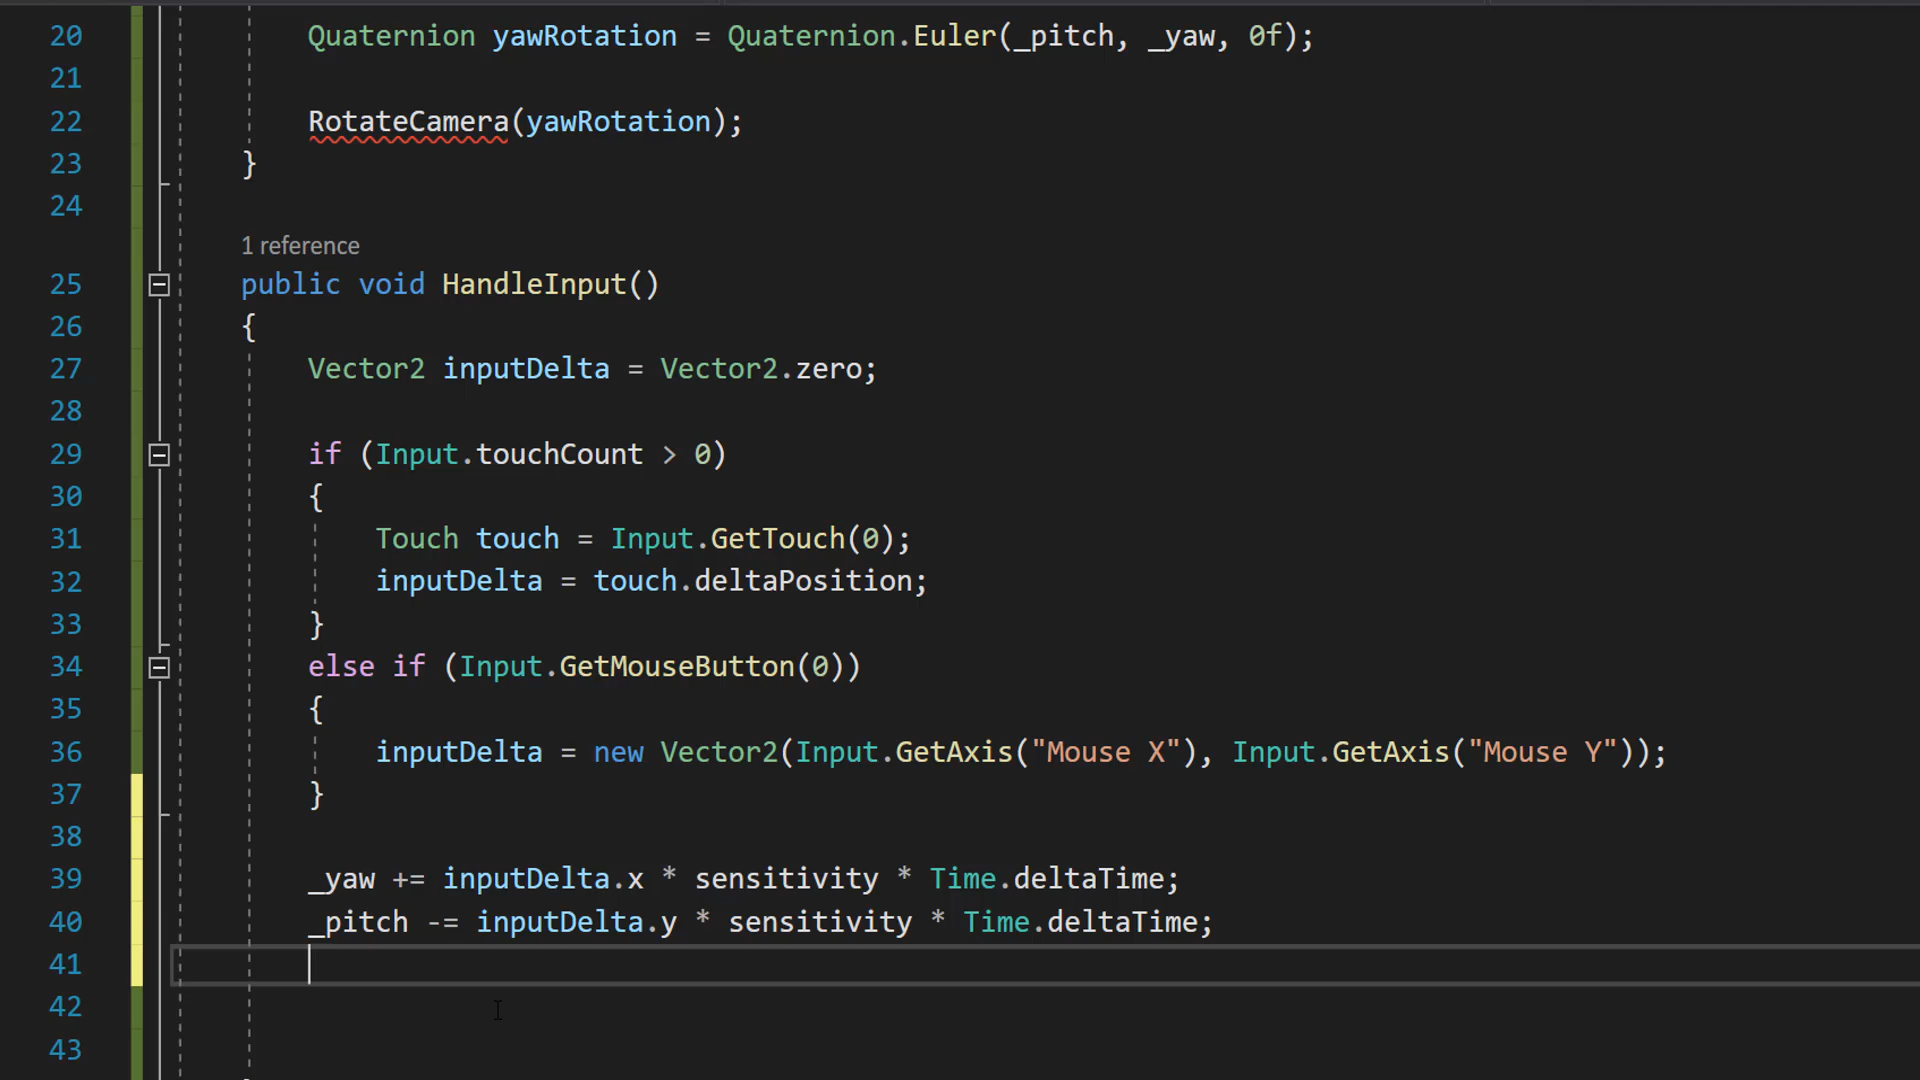 20 Quaternion yawRotation = Quaternion.Euler(_pitch, _yaw, 0f);
21
22 RotateCamera(yawRotation);
23 }
24
1 reference
25 public void HandleInput()
26 {
27 Vector2 inputDelta = Vector2.zero;
28
29 if (Input.touchCount > 0)
30 {
31 Touch touch = Input.GetTouch(0);
32 inputDelta = touch.deltaPosition;
33 }
34 else if (Input.GetMouseButton(0))
35 {
36 inputDelta = new Vector2(Input.GetAxis("Mouse X"), Input.GetAxis("Mouse Y"));
37 }
38
39 _yaw += inputDelta.x * sensitivity * Time.deltaTime;
40 _pitch -= inputDelta.y * sensitivity * Time.deltaTime;
41
42
43